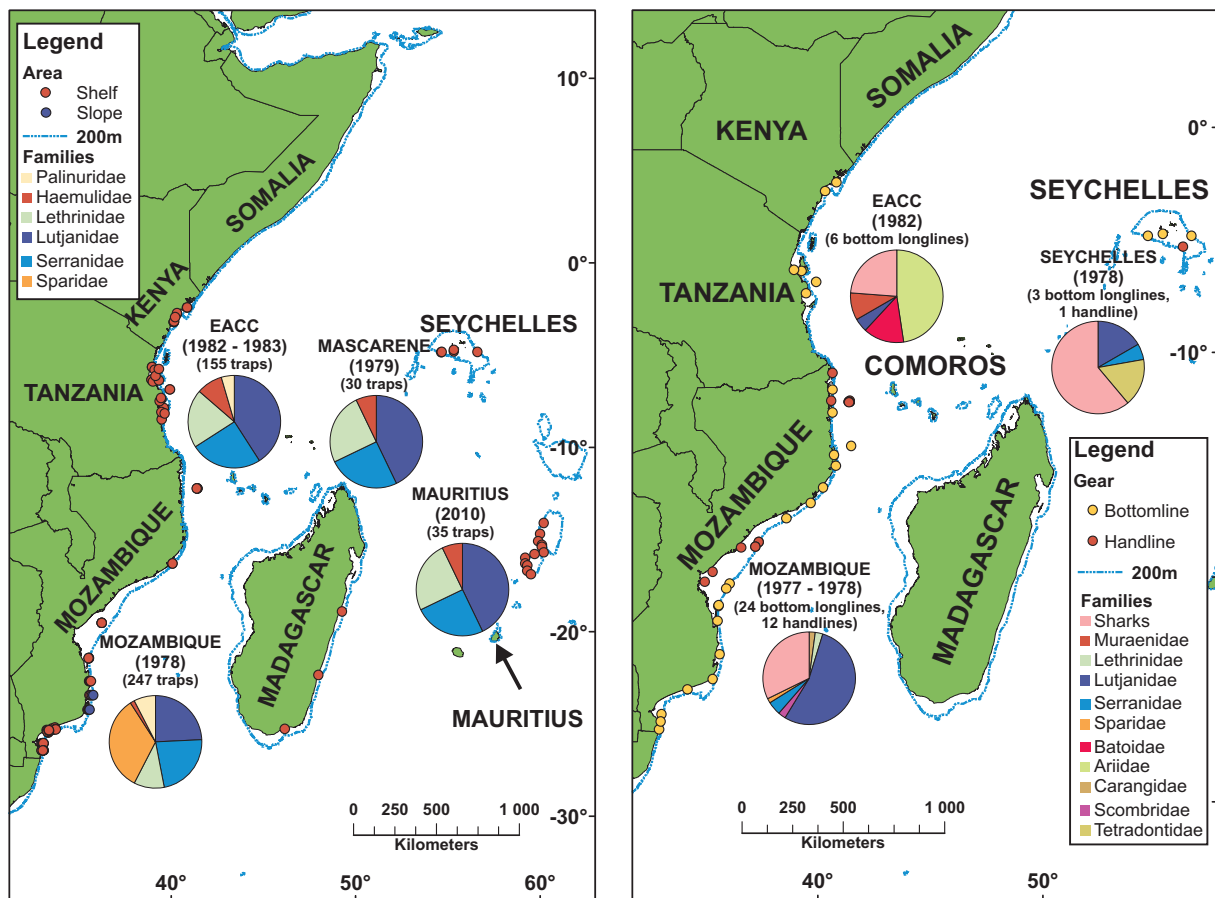 Legend
Area
Shelf
Slope
200m
Families
Palinuridae
Haemulidae
Lethrinidae
Lutjanidae
Serranidae
Sparidae
SOMALIA
KENYA
TANZANIA
MOZAMBIQUE
MADAGASCAR
SEYCHELLES
MAURITIUS
EACC
(1982 - 1983)
(155 traps)
MASCARENE
(1979)
(30 traps)
MAURITIUS
(2010)
(35 traps)
MOZAMBIQUE
(1978)
(247 traps)
10°
0°
-10°
-20°
-30°
0 250 500 1 000
Kilometers
40° 50° 60°
SOMALIA
KENYA
TANZANIA
MOZAMBIQUE
MADAGASCAR
COMOROS
SEYCHELLES
EACC
(1982)
(6 bottom longlines)
SEYCHELLES
(1978)
(3 bottom longlines,
1 handline)
MOZAMBIQUE
(1977 - 1978)
(24 bottom longlines,
12 handlines)
0°
-10°
Legend
Gear
Bottomline
Handline
200m
Families
Sharks
Muraenidae
Lethrinidae
Lutjanidae
Serranidae
Sparidae
Batoidae
Ariidae
Carangidae
Scombridae
Tetradontidae
0 250 500 1 000
Kilometers
40° 50°